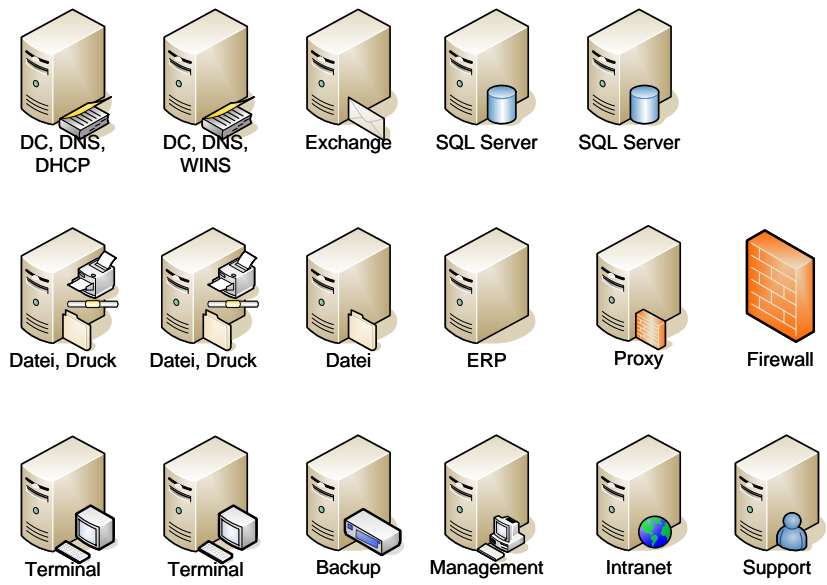 DC, DNS,
DHCP
DC, DNS,
WINS
Exchange
SQL Server
SQL Server
Datei, Druck
Datei, Druck
Datei
ERP
Proxy
Firewall
Terminal
Terminal
Backup
Management
Intranet
Support